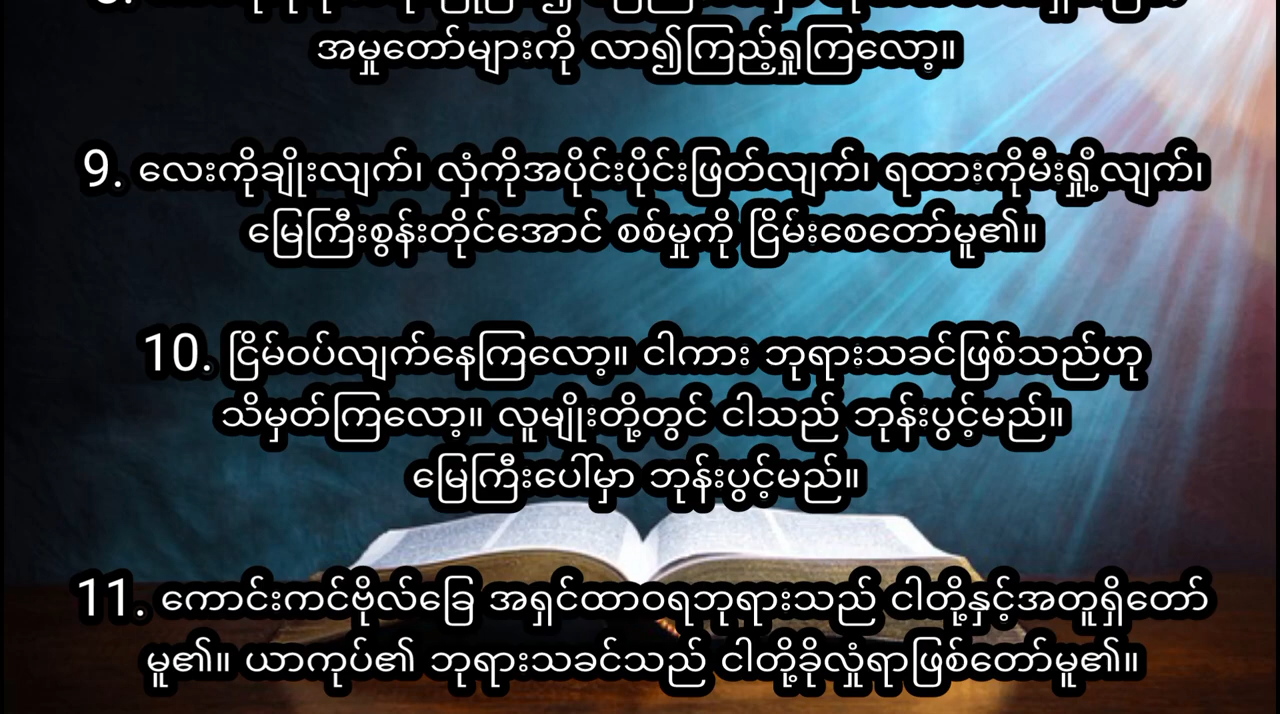 အမှုတော်များကို လာ၍ကြည့်ရှုကြလော့။
9. လေးကိုချိုးလျက်၊ လှံကိုအပိုင်းပိုင်းဖြတ်လျက်၊ ရထားကိုမီးရှို့လျက်၊
မြေကြီးစွန်းတိုင်အောင် စစ်မှုကို ငြိမ်းစေတော်မူ၏။
10. ငြိမ်ဝပ်လျက်နေကြလော့။ ငါကား ဘုရားသခင်ဖြစ်သည်ဟု
သိမှတ်ကြလော့။ လူမျိုးတို့တွင် ငါသည် ဘုန်းပွင့်မည်။
မြေကြီးပေါ်မှာ ဘုန်းပွင့်မည်။
11. ကောင်းကင်ဗိုလ်ခြေ အရှင်ထာဝရဘုရားသည် ငါတို့နှင့်အတူရှိတော်
မူ၏။ ယာကုပ်၏ ဘုရားသခင်သည် ငါတို့ခိုလှုံရာဖြစ်တော်မူ၏။